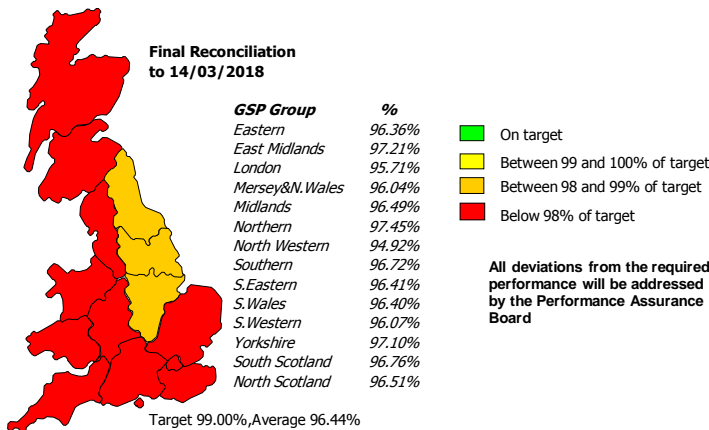 Final Reconciliation
to 14/03/2018
GSP Group %
Eastern 96.36%
East Midlands 97.21%
London 95.71%
Mersey&N.Wales 96.04%
Midlands 96.49%
Northern 97.45%
North Western 94.92%
Southern 96.72%
S.Eastern 96.41%
S.Wales 96.40%
S.Western 96.07%
Yorkshire 97.10%
South Scotland 96.76%
North Scotland 96.51%
Target 99.00%,Average 96.44%
On target
Between 99 and 100% of target
Between 98 and 99% of target
Below 98% of target
All deviations from the required
performance will be addressed
by the Performance Assurance
Board